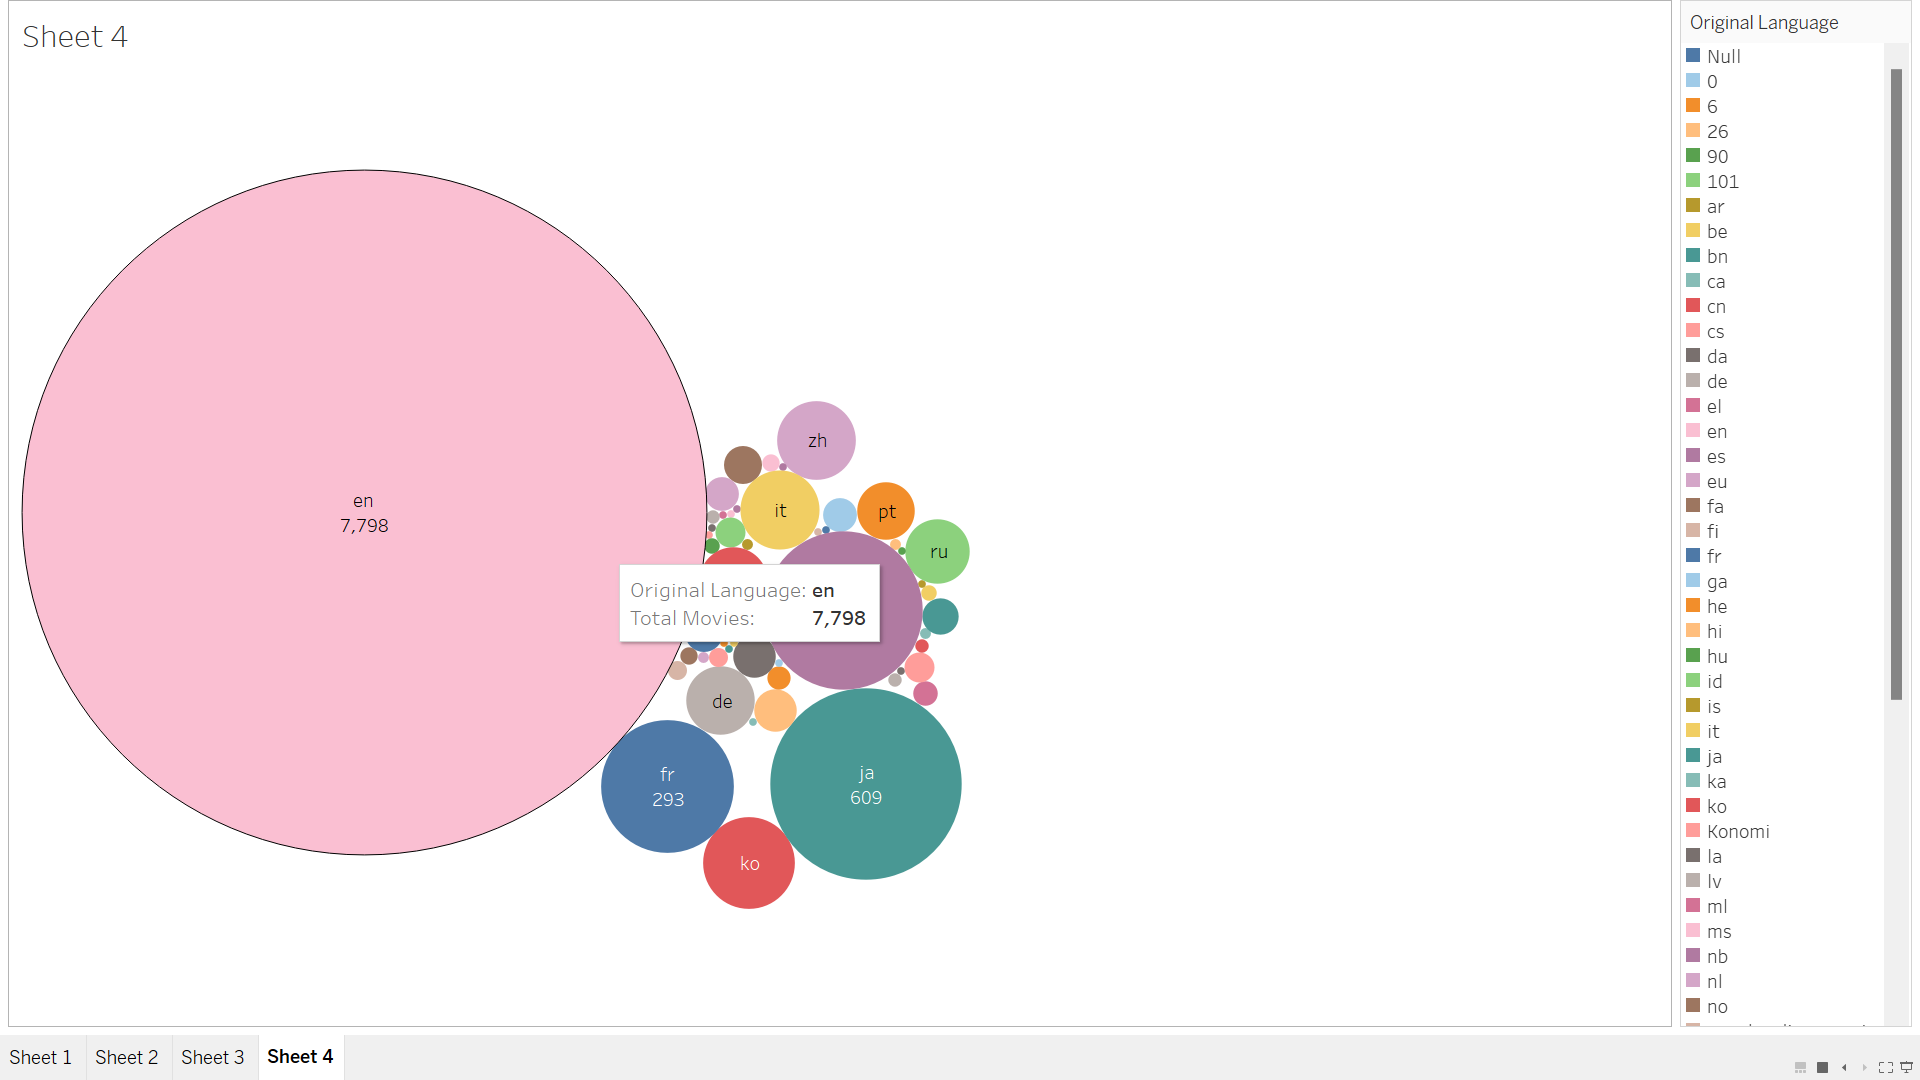 Sheet 4
en
7,798
zh
it
pt
ru
Original Language: en
Total Movies: 7,798
de
fr
293
ja
609
ko
Original Language
Null
0
6
26
90
101
ar
be
bn
ca
cn
cs
da
de
el
en
es
eu
fa
fi
fr
ga
he
hi
hu
id
is
it
ja
ka
ko
Konomi
la
lv
ml
ms
nb
nl
no
Sheet 1
Sheet 2
Sheet 3
Sheet 4